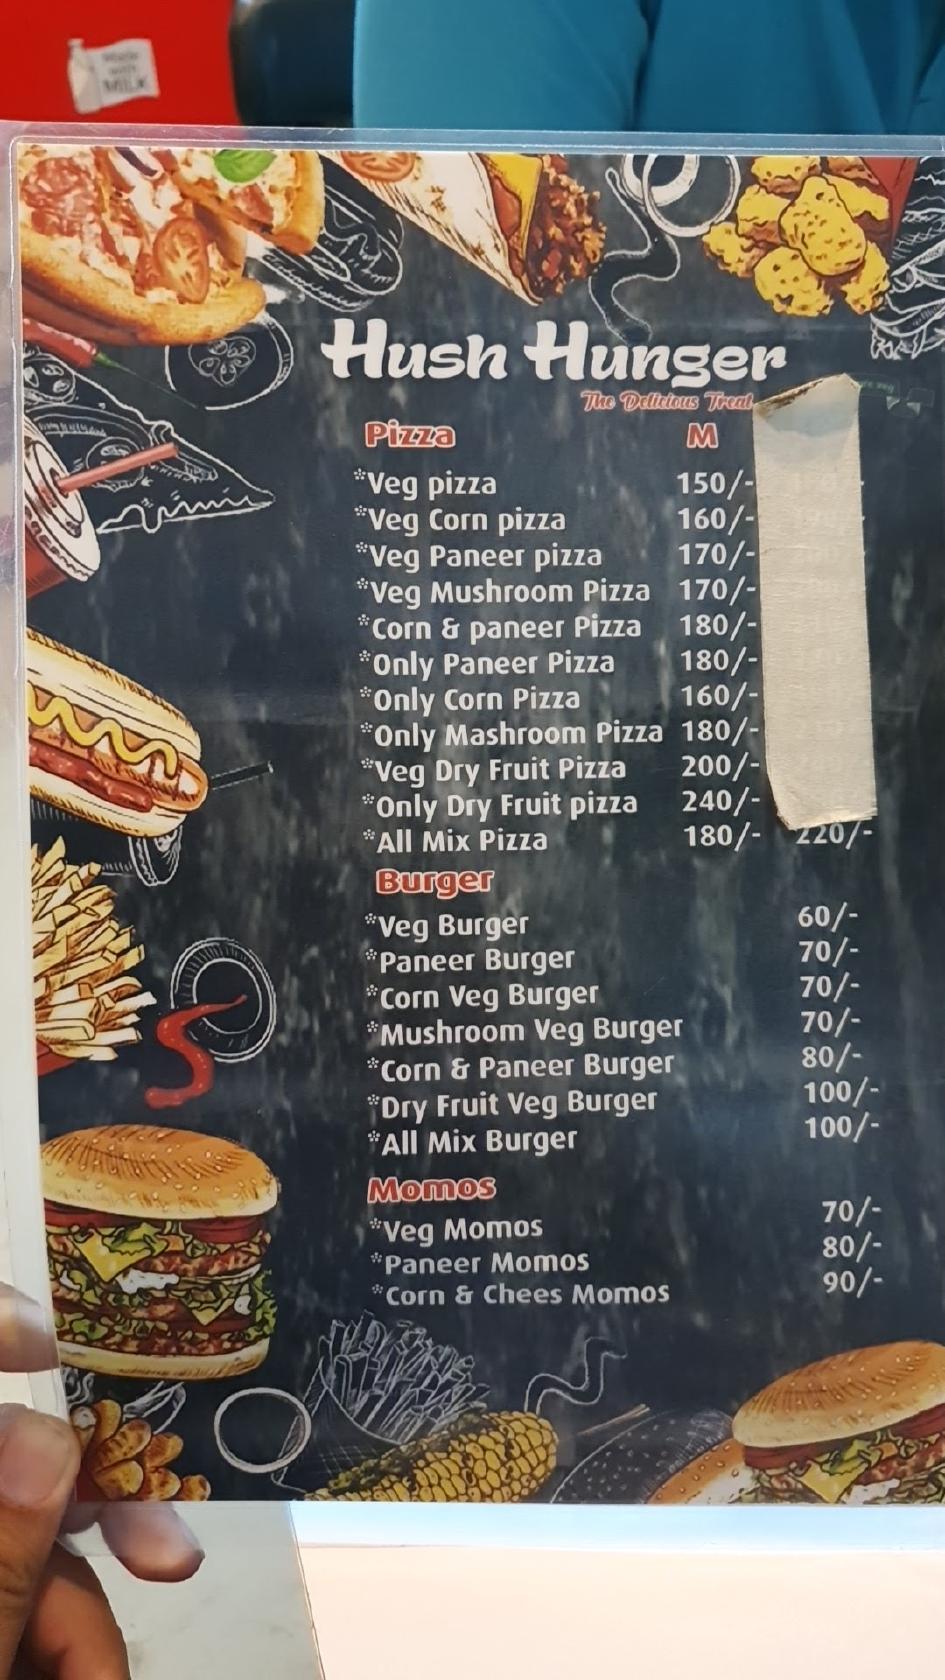 Made
with
MILK
Hush Hunger
The Delicious Treat
Pizza M
*Veg pizza 150/-
*Veg Corn pizza 160/-
*Veg Paneer pizza 170/-
*Veg Mushroom Pizza 170/-
*Corn & paneer Pizza 180/-
*Only Paneer Pizza 180/-
*Only Corn Pizza 160/-
*Only Mashroom Pizza 180/-
*Veg Dry Fruit Pizza 200/-
*Only Dry Fruit pizza 240/-
*All Mix Pizza 180/- 220/-
Burger
*Veg Burger 60/-
*Paneer Burger 70/-
*Corn Veg Burger 70/-
*Mushroom Veg Burger 70/-
*Corn & Paneer Burger 80/-
*Dry Fruit Veg Burger 100/-
*All Mix Burger 100/-
Momos
*Veg Momos 70/-
*Paneer Momos 80/-
*Corn & Chees Momos 90/-